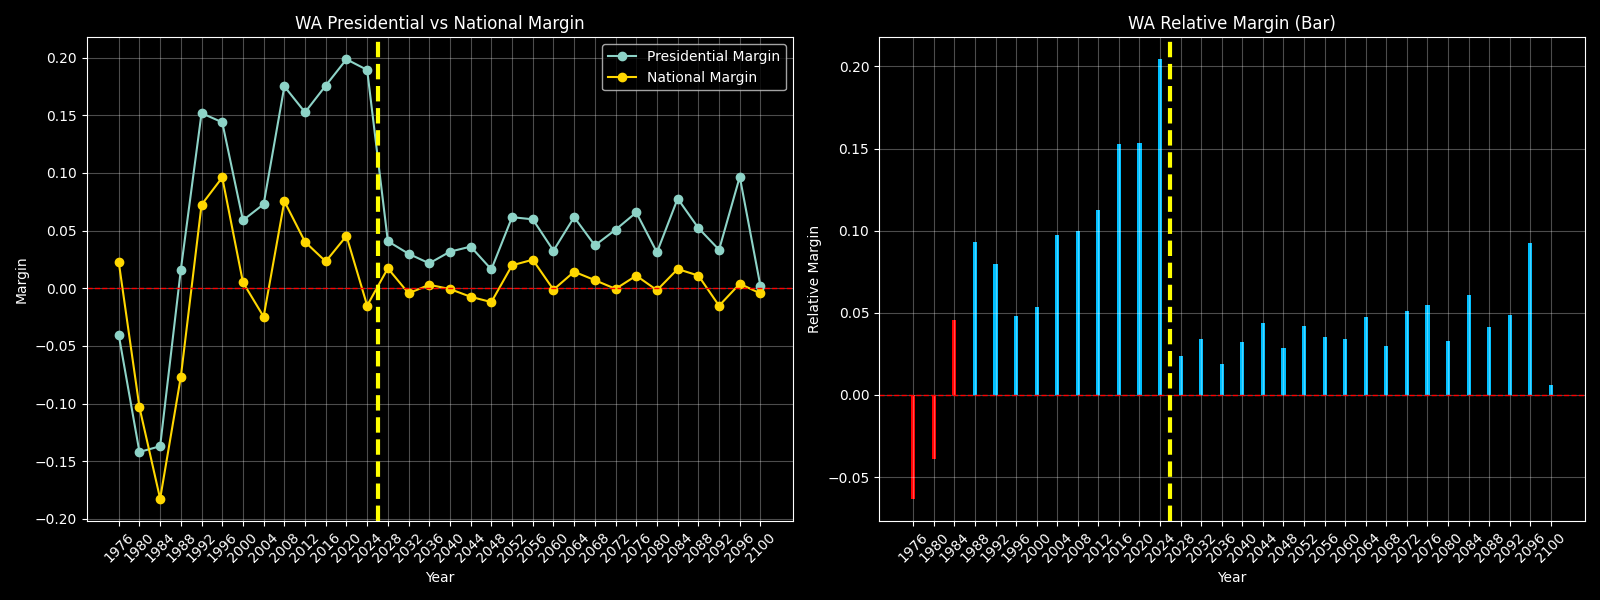 WA Presidential vs National Margin
Presidential Margin
National Margin
Margin
0.20
0.15
0.10
0.05
0.00
−0.05
−0.10
−0.15
−0.20
1976 1980 1984 1988 1992 1996 2000 2004 2008 2012 2016 2020 2024 2028 2032 2036 2040 2044 2048 2052 2056 2060 2064 2068 2072 2076 2080 2084 2088 2092 2096 2100
Year
WA Relative Margin (Bar)
Relative Margin
0.20
0.15
0.10
0.05
0.00
−0.05
1976 1980 1984 1988 1992 1996 2000 2004 2008 2012 2016 2020 2024 2028 2032 2036 2040 2044 2048 2052 2056 2060 2064 2068 2072 2076 2080 2084 2088 2092 2096 2100
Year